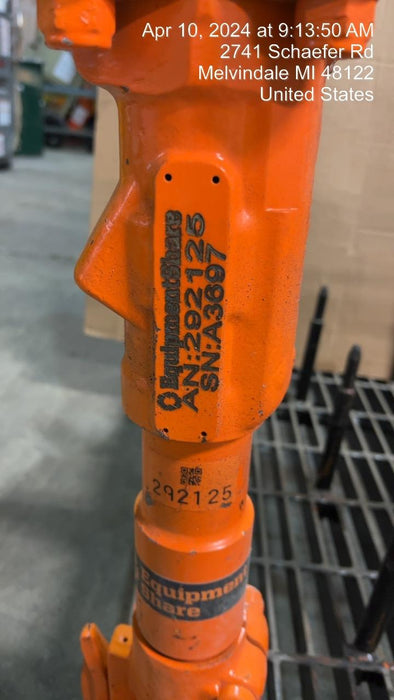 Apr 10, 2024 at 9:13:50 AM
2741 Schaefer Rd
Melvindale MI 48122
United States
EquipmentShare
AN:292125
SN:A3697
292125
Equipment
Share